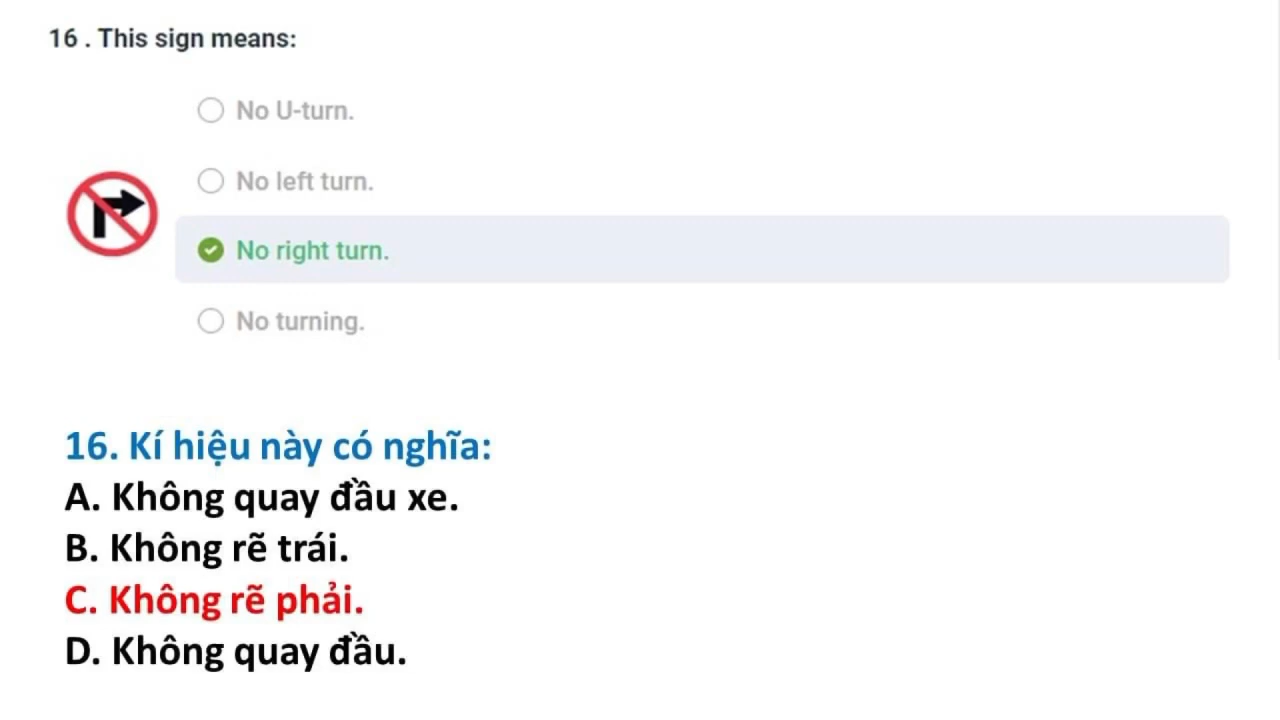 16 . This sign means:
No U-turn.
No left turn.
No right turn.
No turning.
16. Kí hiệu này có nghĩa:
A. Không quay đầu xe.
B. Không rẽ trái.
C. Không rẽ phải.
D. Không quay đầu.